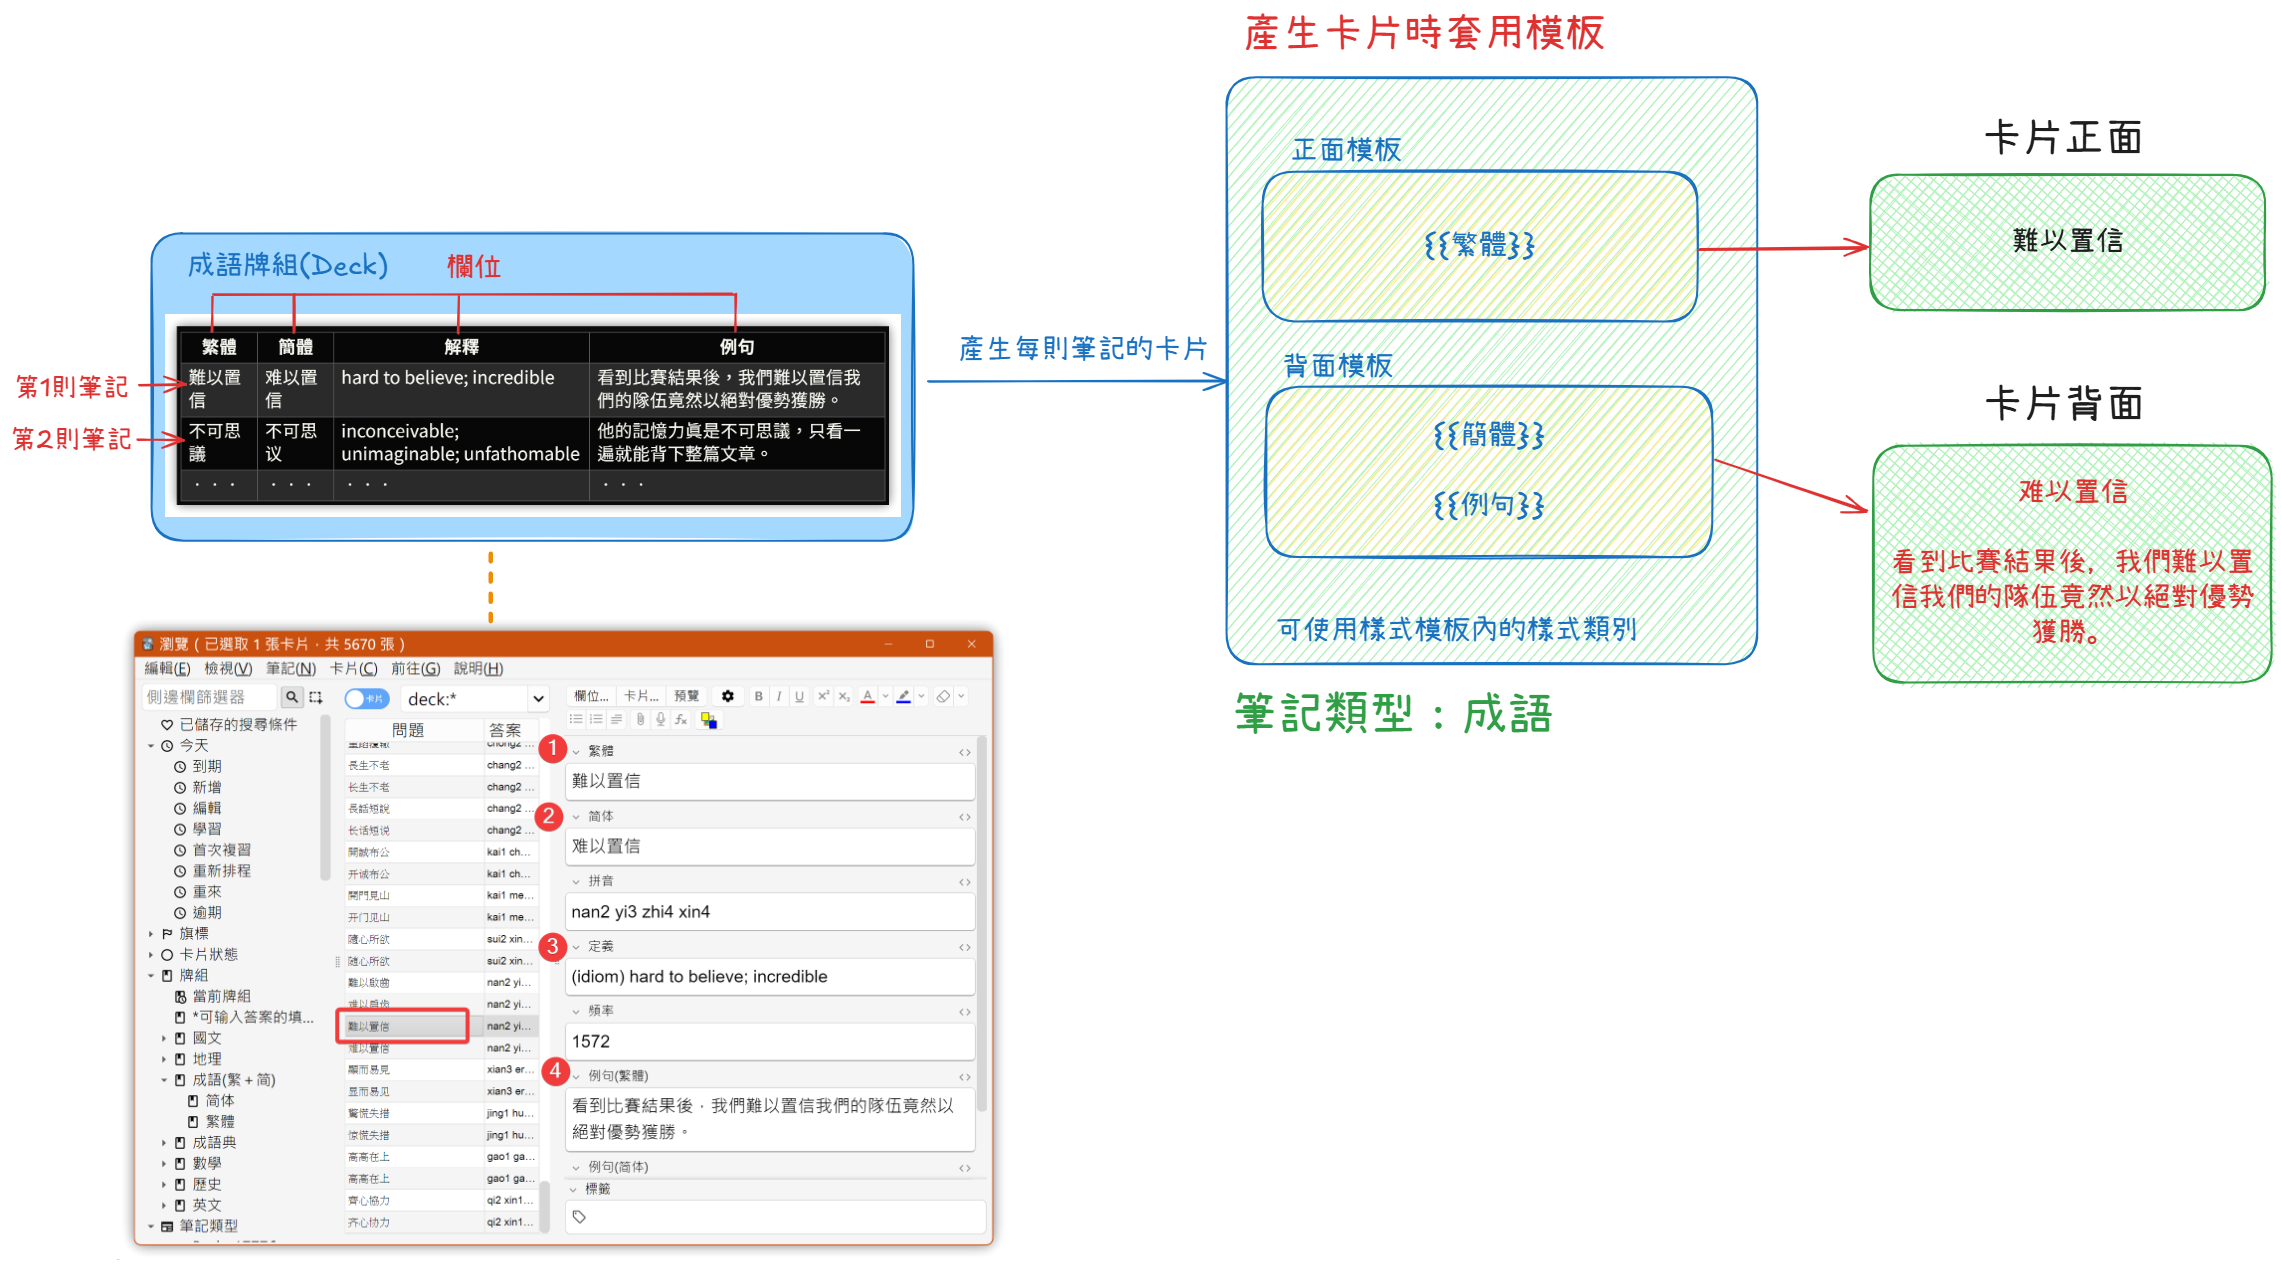 產生卡片時套用模板
成語牌組(Deck)
欄位
繁體 簡體 解釋 例句
第1則筆記
難以置信 难以置信 hard to believe; incredible 看到比賽結果後，我們難以置信我們的隊伍竟然以絕對優勢獲勝。
第2則筆記
不可思議 不可思议 inconceivable; unimaginable; unfathomable 他的記憶力真是不可思議，只看一遍就能背下整篇文章。
. . . . . . . . . . . .
產生每則筆記的卡片
正面模板
{{繁體}}
背面模板
{{簡體}}
{{例句}}
可使用樣式模板內的樣式類別
筆記類型：成語
卡片正面
難以置信
卡片背面
难以置信
看到比賽結果後，我們難以置
信我們的隊伍竟然以絕對優勢
獲勝。
瀏覽 ( 已選取 1 張卡片 · 共 5670 張 )
編輯(E) 檢視(V) 筆記(N) 卡片(C) 前往(G) 說明(H)
側邊欄篩選器
卡片
deck:*
已儲存的搜尋條件
今天
到期
新增
編輯
學習
首次複習
重新排程
重來
逾期
旗標
卡片狀態
牌組
當前牌組
*可输入答案的填...
國文
地理
成語(繁+简)
简体
繁體
成語典
數學
歷史
英文
筆記類型
問題 答案
chong2 ...
長生不老 chang2 ...
长生不老 chang2 ...
長話短說 chang2 ...
长话短说 chang2 ...
開誠布公 kai1 ch...
开诚布公 kai1 ch...
開門見山 kai1 me...
开门见山 kai1 me...
隨心所欲 sui2 xin...
随心所欲 sui2 xin...
難以啟齒 nan2 yi...
难以启齿 nan2 yi...
難以置信 nan2 yi...
难以置信 nan2 yi...
顯而易見 xian3 er...
显而易见 xian3 er...
驚慌失措 jing1 hu...
惊慌失措 jing1 hu...
高高在上 gao1 ga...
高高在上 gao1 ga...
齊心協力 qi2 xin1...
齐心协力 qi2 xin1...
欄位... 卡片... 預覽 B I U X² X₂ A
fx
1 繁體
難以置信
2 简体
难以置信
拼音
nan2 yi3 zhi4 xin4
3 定義
(idiom) hard to believe; incredible
頻率
1572
4 例句(繁體)
看到比賽結果後，我們難以置信我們的隊伍竟然以
絕對優勢獲勝。
例句(简体)
標籤